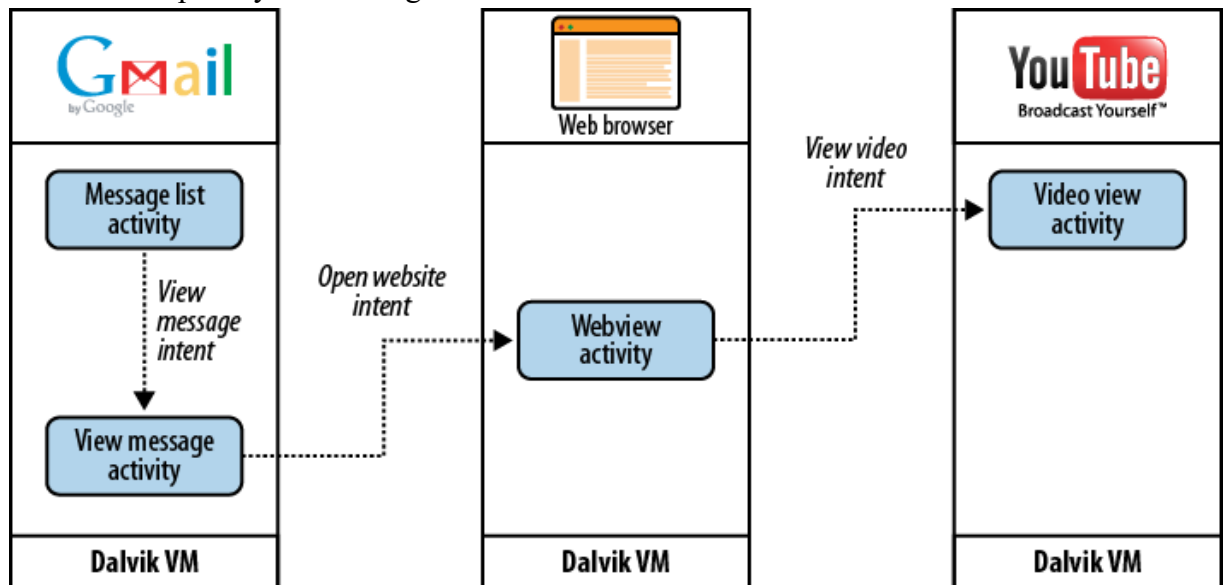 Gmail
by Google
Message list
activity
View
message
intent
View message
activity
Dalvik VM
Open website
intent
Web browser
Webview
activity
Dalvik VM
View video
intent
YouTube
Broadcast Yourself™
Video view
activity
Dalvik VM